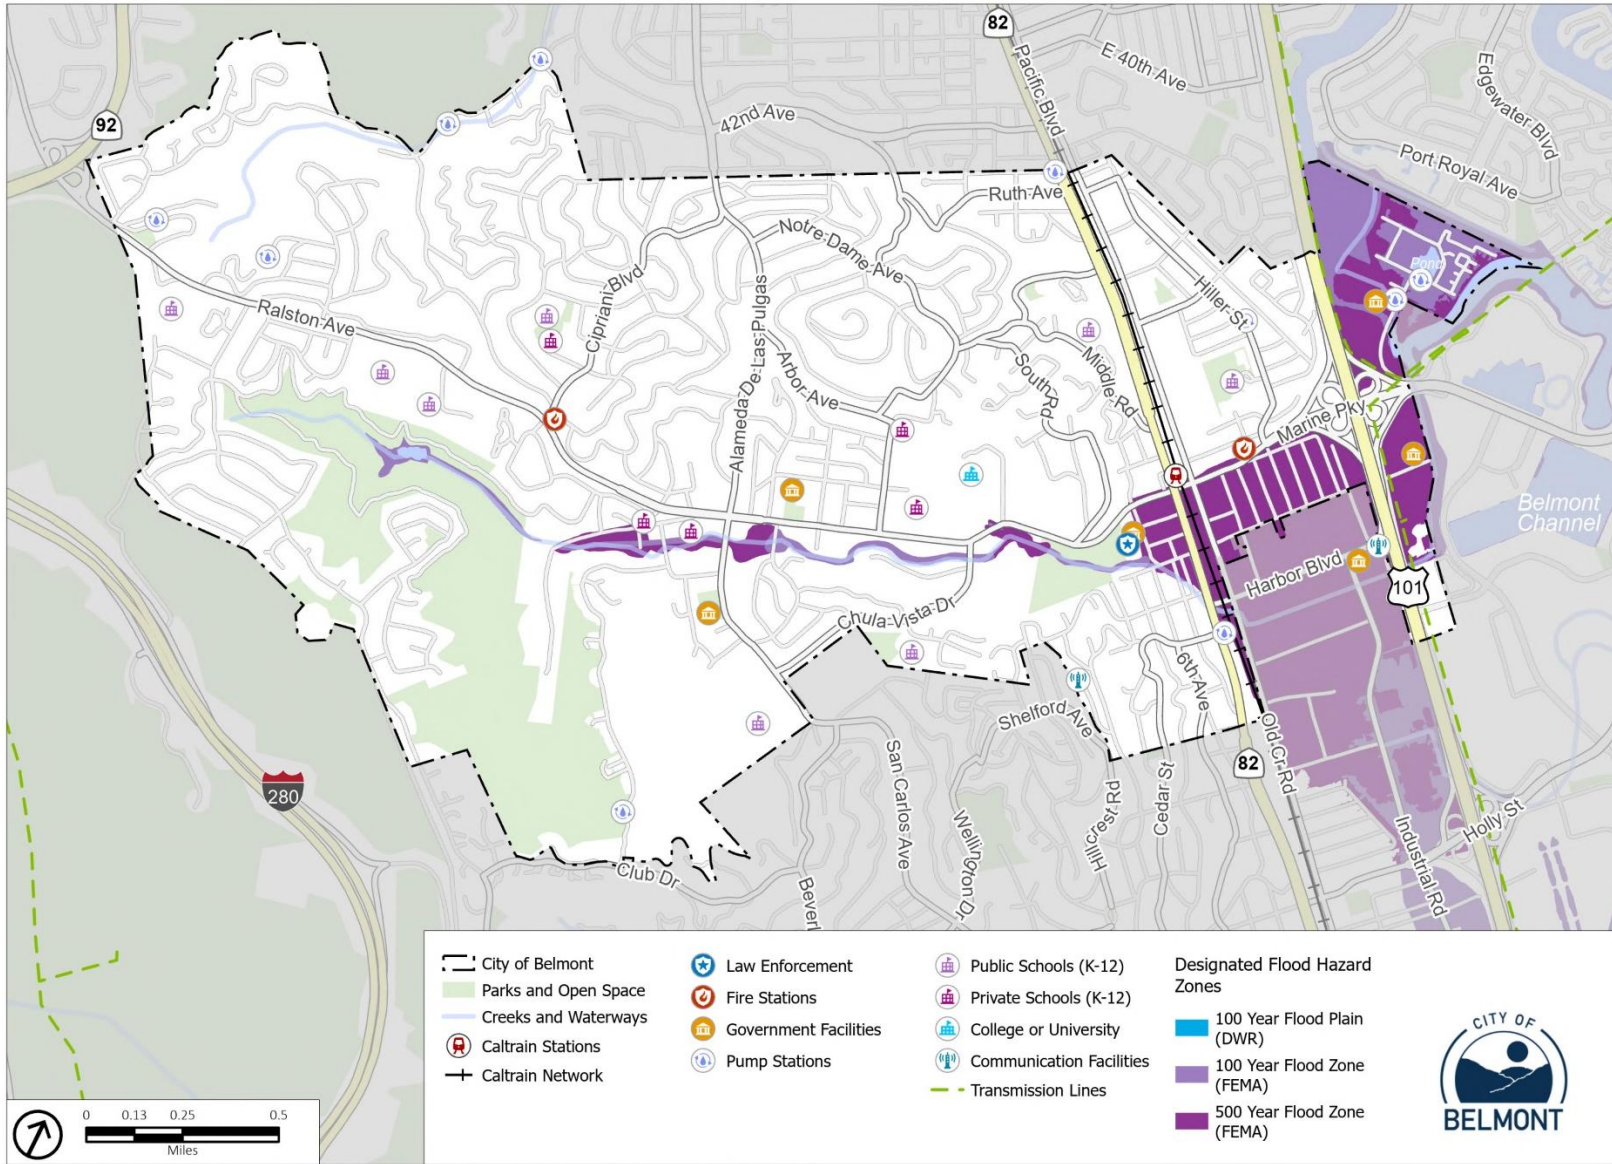 82
Pacific Blvd
E 40th Ave
Edgewater Blvd
92
42nd Ave
Port Royal Ave
Ruth Ave
Notre Dame Ave
Pond
Cipriani Blvd
Hiller St
Ralston Ave
Alameda De Las Pulgas
Arbor Ave
South Rd
Middle Rd
Marine Pky
Belmont
Channel
Harbor Blvd
101
Chula Vista Dr
6th Ave
Shelford Ave
Old Cr Rd
San Carlos Ave
Cedar St
82
280
Hillcrest Rd
Wellington Dr
Holly St
Industrial Rd
Club Dr
Beverl
City of Belmont
Parks and Open Space
Creeks and Waterways
Caltrain Stations
Caltrain Network
Law Enforcement
Fire Stations
Government Facilities
Pump Stations
Public Schools (K-12)
Private Schools (K-12)
College or University
Communication Facilities
Transmission Lines
Designated Flood Hazard
Zones
100 Year Flood Plain
(DWR)
100 Year Flood Zone
(FEMA)
500 Year Flood Zone
(FEMA)
CITY OF
BELMONT
0 0.13 0.25 0.5
Miles